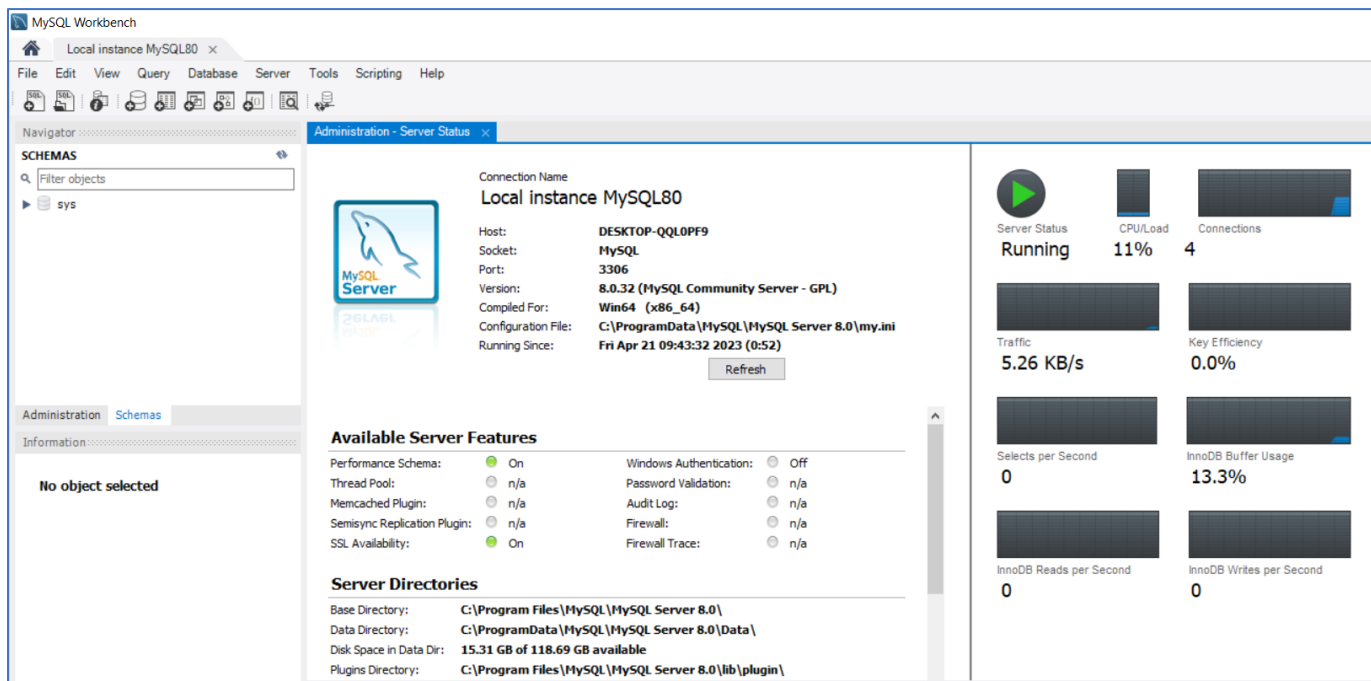 MySQL Workbench
Local instance MySQL80
File Edit View Query Database Server Tools Scripting Help
Navigator
SCHEMAS
Filter objects
sys
Administration Schemas
Information
No object selected
Administration - Server Status
MySQL
Server
Connection Name
Local instance MySQL80
Host: DESKTOP-QQL0PF9
Socket: MySQL
Port: 3306
Version: 8.0.32 (MySQL Community Server - GPL)
Compiled For: Win64 (x86_64)
Configuration File: C:\ProgramData\MySQL\MySQL Server 8.0\my.ini
Running Since: Fri Apr 21 09:43:32 2023 (0:52)
Refresh
Available Server Features
Performance Schema: On Windows Authentication: Off
Thread Pool: n/a Password Validation: n/a
Memcached Plugin: n/a Audit Log: n/a
Semisync Replication Plugin: n/a Firewall: n/a
SSL Availability: On Firewall Trace: n/a
Server Directories
Base Directory: C:\Program Files\MySQL\MySQL Server 8.0\
Data Directory: C:\ProgramData\MySQL\MySQL Server 8.0\Data\
Disk Space in Data Dir: 15.31 GB of 118.69 GB available
Plugins Directory: C:\Program Files\MySQL\MySQL Server 8.0\lib\plugin\
Server Status CPU/Load Connections
Running 11% 4
Traffic Key Efficiency
5.26 KB/s 0.0%
Selects per Second InnoDB Buffer Usage
0 13.3%
InnoDB Reads per Second InnoDB Writes per Second
0 0